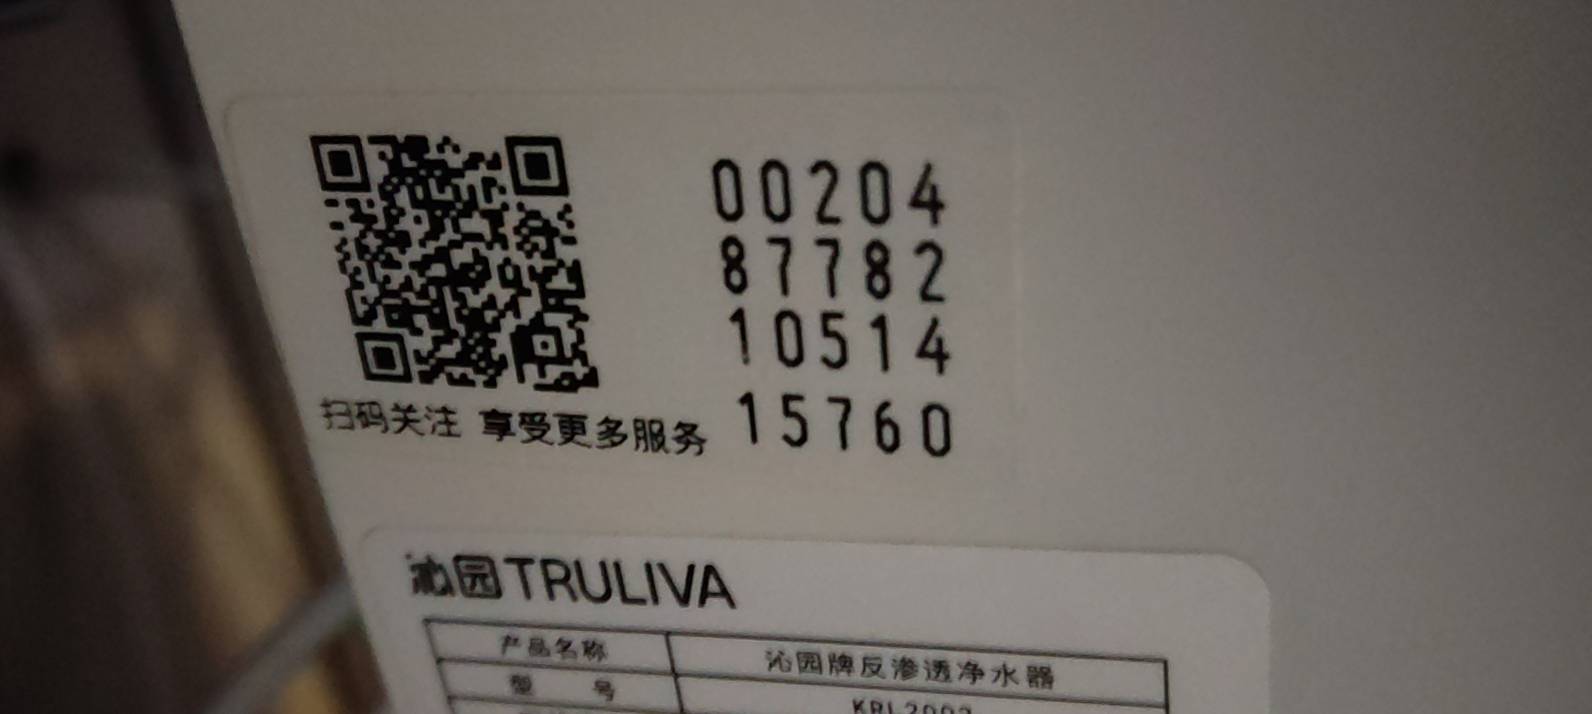 00204
87782
10514
15760
扫码关注 享受更多服务
沁园TRULIVA
产品名称 沁园牌反渗透净水器
型 号